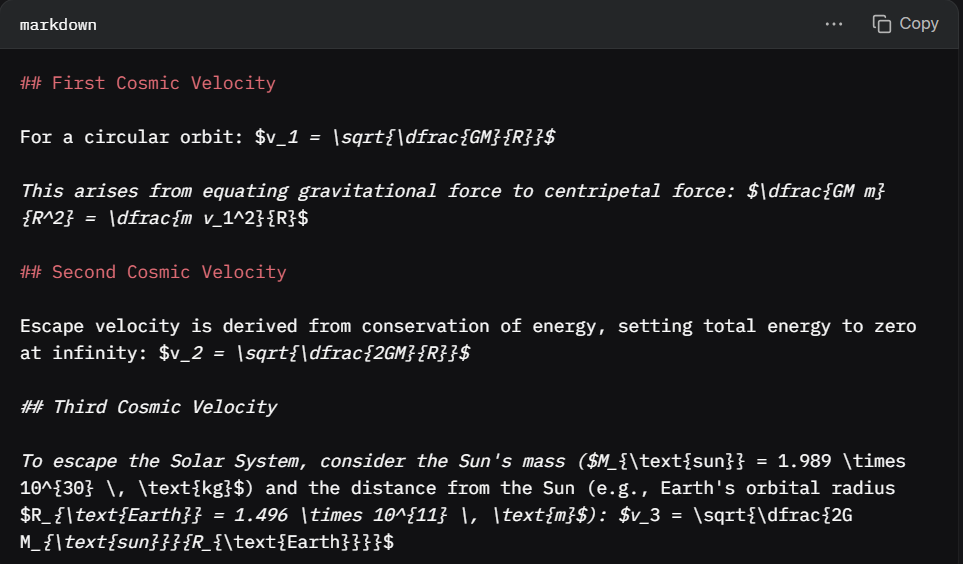 markdown
... Copy
## First Cosmic Velocity
For a circular orbit: $v_1 = \sqrt{\dfrac{GM}{R}}$
This arises from equating gravitational force to centripetal force: $\dfrac{GM m}
{R^2} = \dfrac{m v_1^2}{R}$
## Second Cosmic Velocity
Escape velocity is derived from conservation of energy, setting total energy to zero
at infinity: $v_2 = \sqrt{\dfrac{2GM}{R}}$
## Third Cosmic Velocity
To escape the Solar System, consider the Sun's mass ($M_{\text{sun}} = 1.989 \times
10^{30} \, \text{kg}$) and the distance from the Sun (e.g., Earth's orbital radius
$R_{\text{Earth}} = 1.496 \times 10^{11} \, \text{m}$): $v_3 = \sqrt{\dfrac{2G
M_{\text{sun}}}{R_{\text{Earth}}}}$